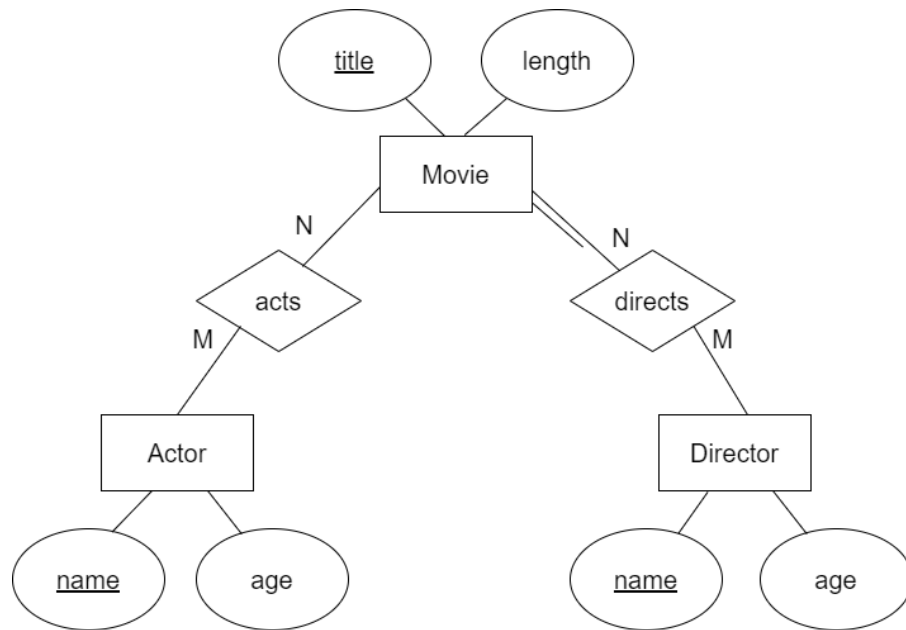 title
length
Movie
N
N
acts
directs
M
M
Actor
Director
name
age
name
age